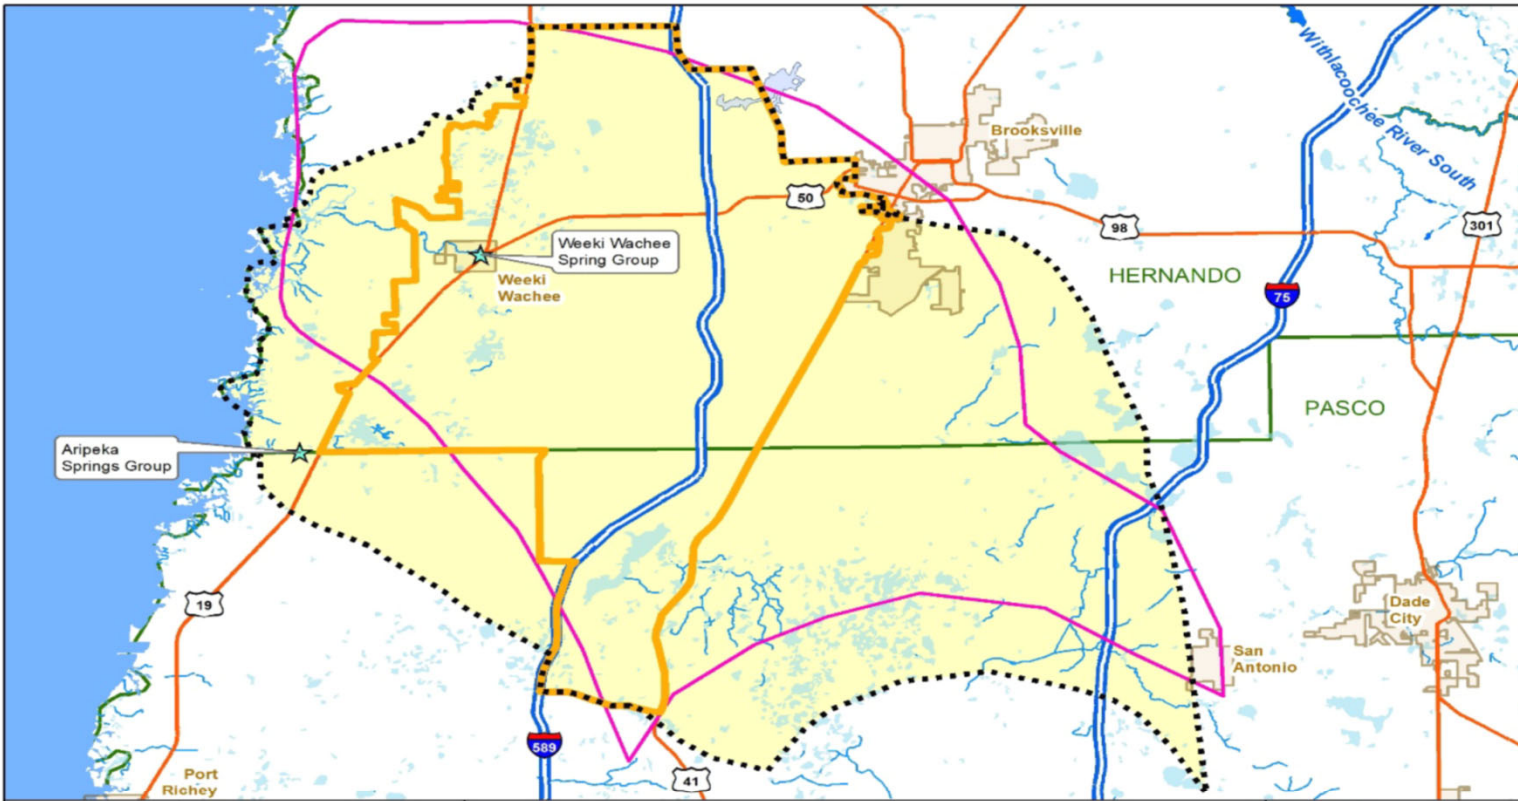 Withlacoochee River South
Brooksville
50
98
301
Weeki Wachee
Spring Group
Weeki
Wachee
HERNANDO
75
PASCO
Aripeka
Springs Group
19
Dade
City
San
Antonio
589
41
Port
Richey